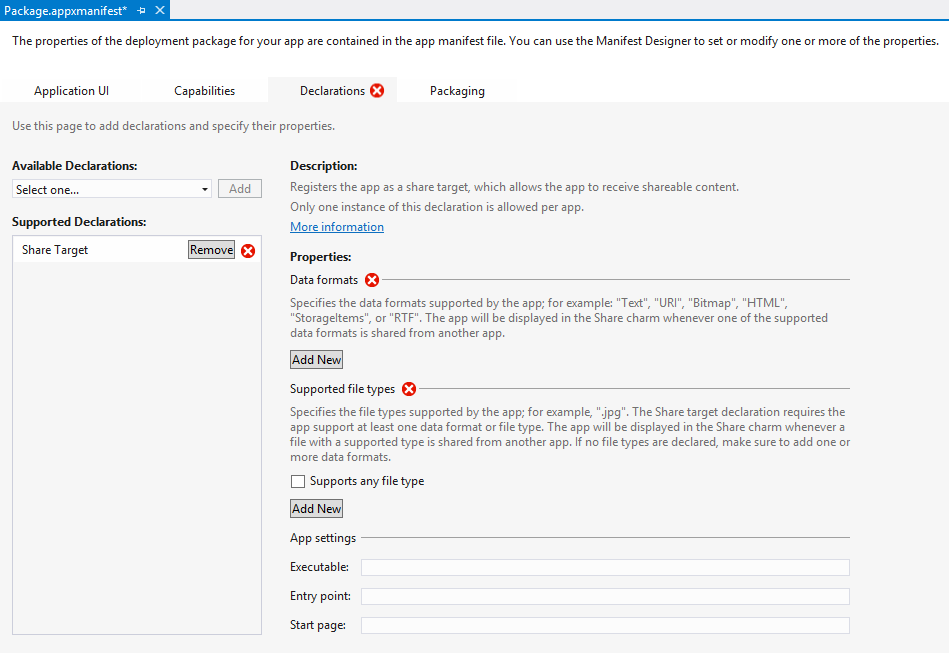 Package.appxmanifest*
The properties of the deployment package for your app are contained in the app manifest file. You can use the Manifest Designer to set or modify one or more of the properties.
Application UI
Capabilities
Declarations
Packaging
Use this page to add declarations and specify their properties.
Available Declarations:
Select one...
Add
Supported Declarations:
Share Target
Remove
Description:
Registers the app as a share target, which allows the app to receive shareable content.
Only one instance of this declaration is allowed per app.
More information
Properties:
Data formats
Specifies the data formats supported by the app; for example: "Text", "URI", "Bitmap", "HTML",
"StorageItems", or "RTF". The app will be displayed in the Share charm whenever one of the supported
data formats is shared from another app.
Add New
Supported file types
Specifies the file types supported by the app; for example, ".jpg". The Share target declaration requires the
app support at least one data format or file type. The app will be displayed in the Share charm whenever a
file with a supported type is shared from another app. If no file types are declared, make sure to add one or
more data formats.
Supports any file type
Add New
App settings
Executable:
Entry point:
Start page: